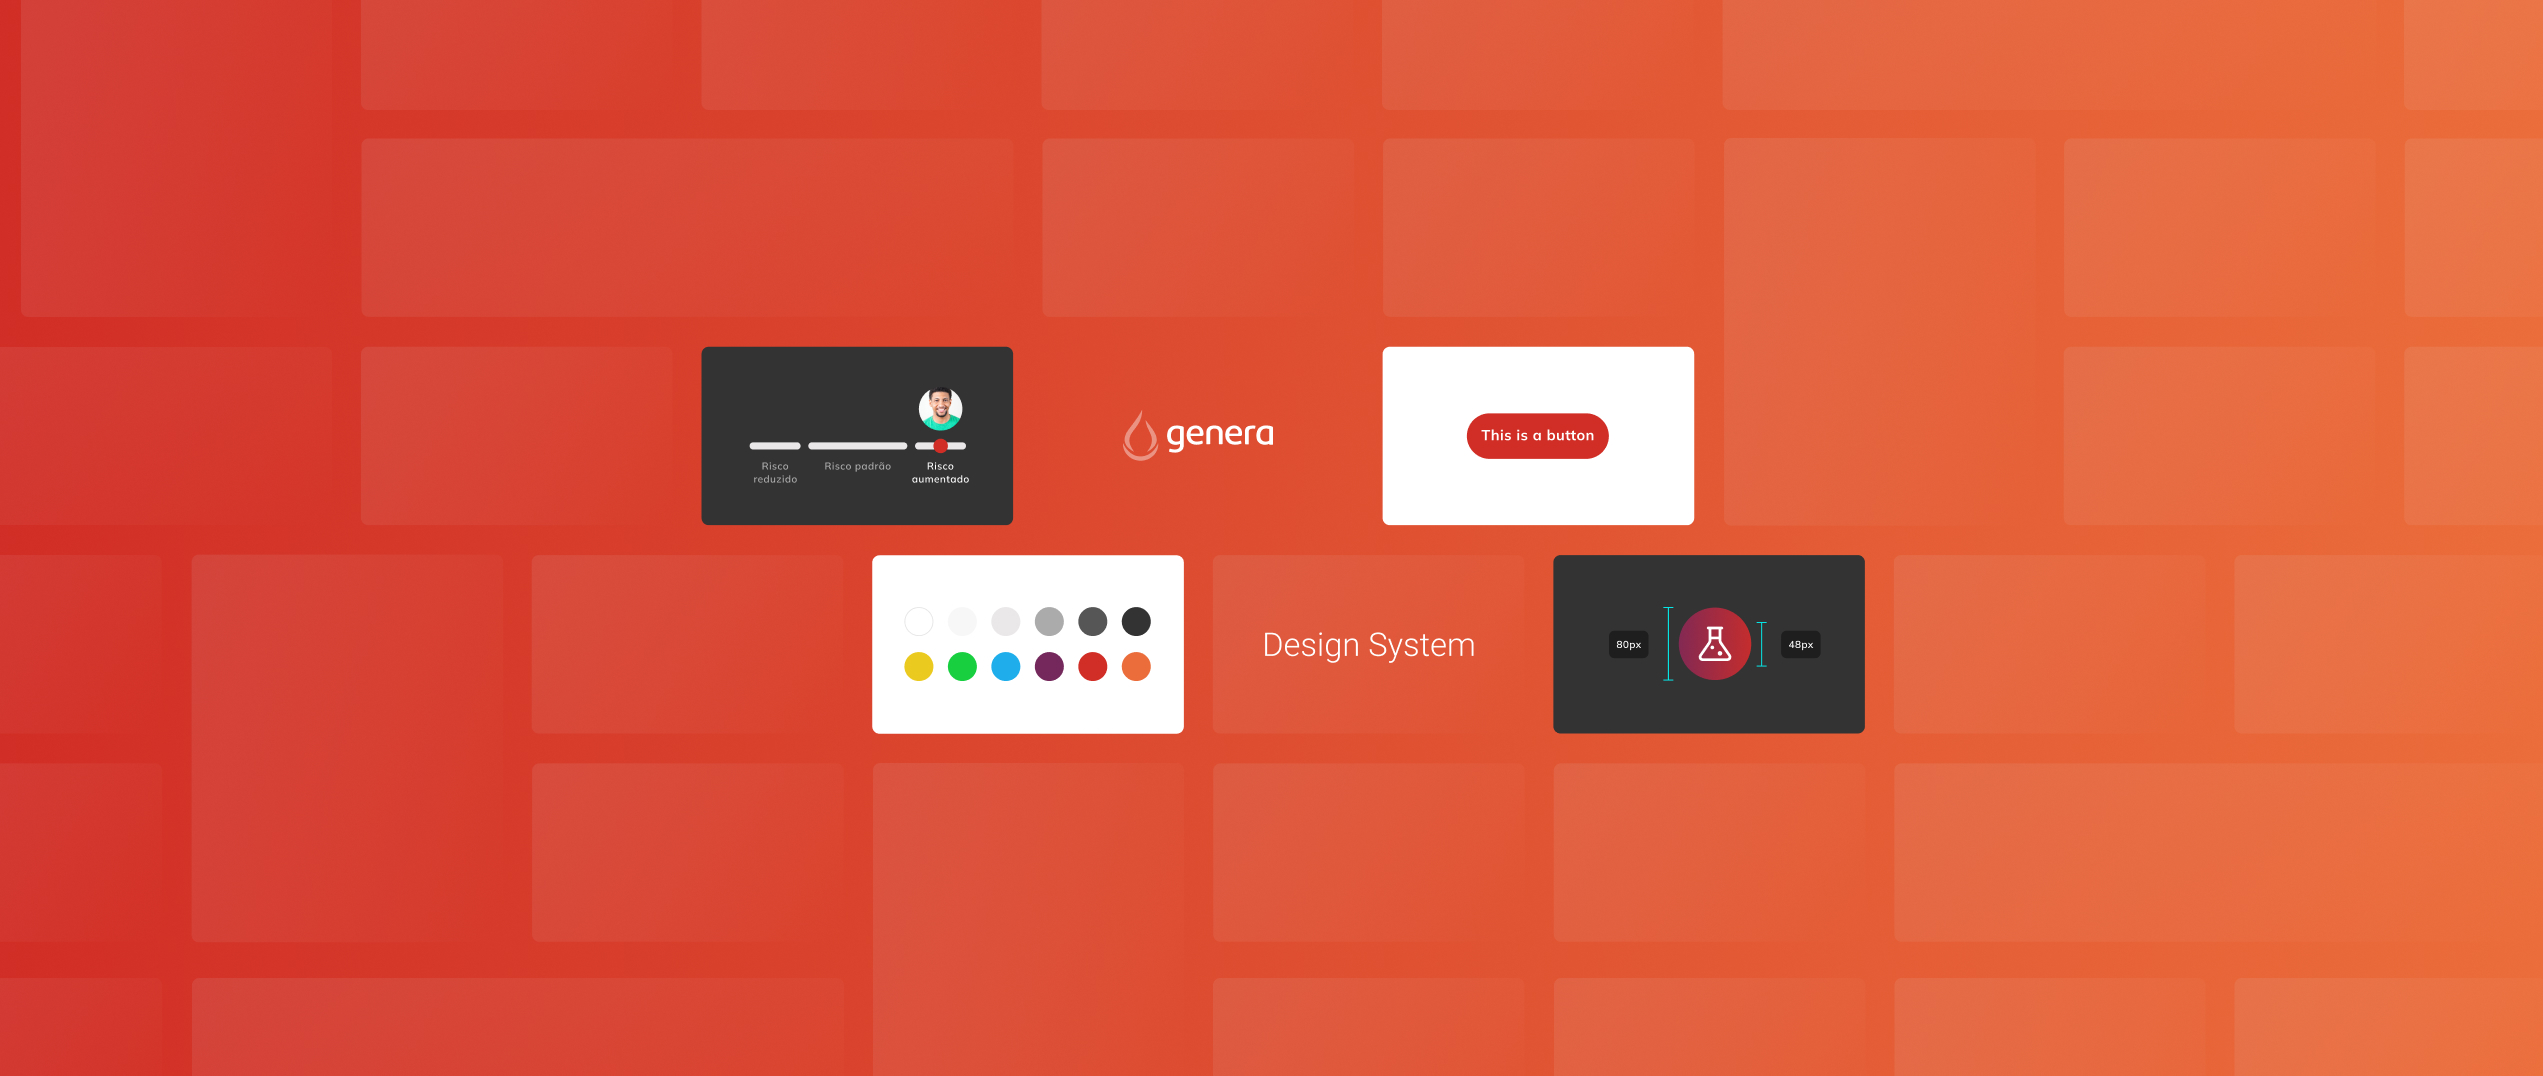 Risco
reduzido
Risco padrão
Risco
aumentado
genera
This is a button
Design System
80px
48px